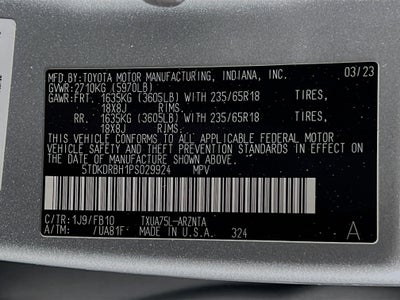 MFD. BY:TOYOTA MOTOR MANUFACTURING, INDIANA, INC. 03/23
GVWR: 2710KG (5970LB)
GAWR:FRT. 1635KG (3605LB) WITH 235/65R18 TIRES,
18X8J
RR. 1635KG (3605LB) WITH 235/65R18 TIRES,
18X8J
THIS VEHICLE CONFORMS TO ALL APPLICABLE FEDERAL MOTOR
VEHICLE SAFETY AND THEFT PREVENTION STANDARDS IN EFFECT
ON THE DATE OF MANUFACTURE SHOWN ABOVE.
5TDKDRBH1PS029924 MPV
C/TR:1J9/FB10 TXUA75L-ARZNTA
A/TM: /UA81F MADE IN U.S.A. 324 A